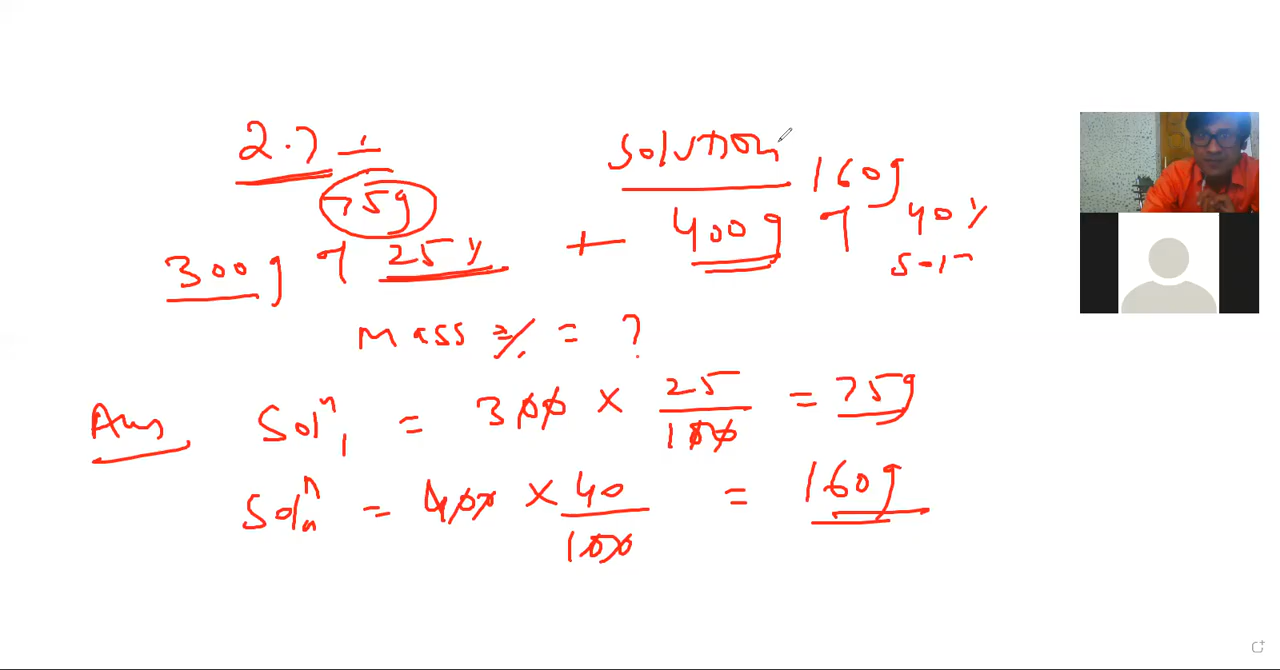 2.7 ÷
solution
75g
160g
300g of 25% + 400g of 40%
Soln
Mass % = ?
Ans Solⁿ₁ = 300 × 25/100 = 75g
Solⁿ = 400 × 40/100 = 160g